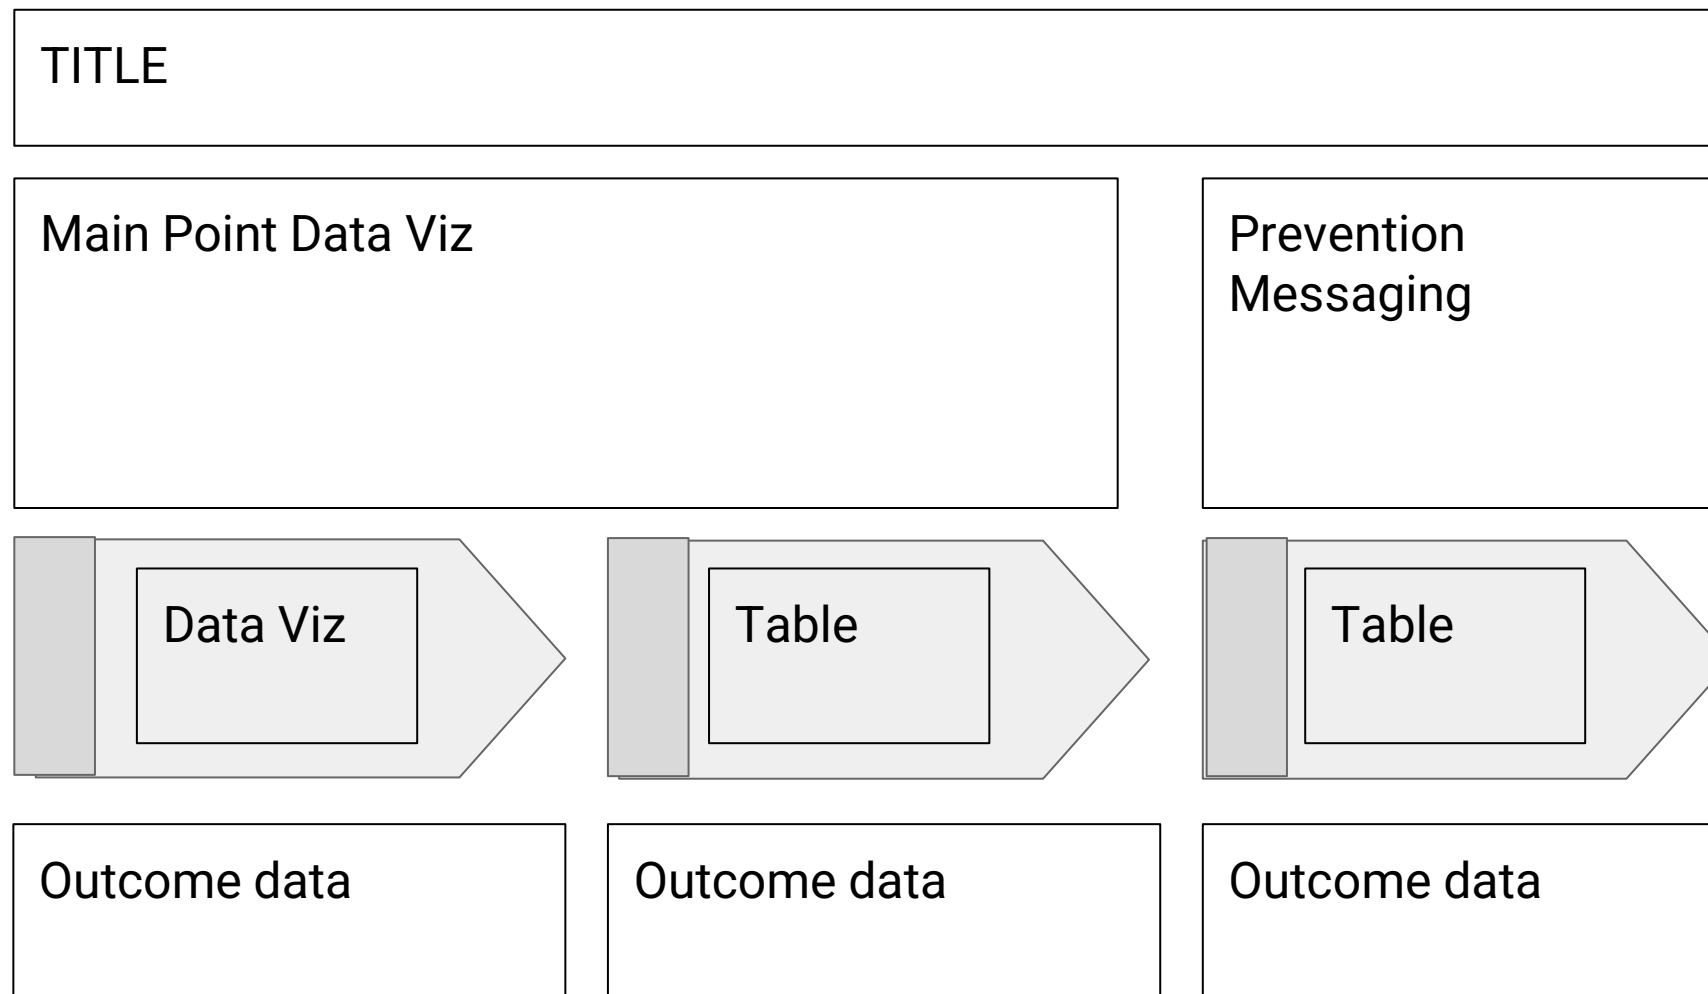 TITLE
Main Point Data Viz
Prevention
Messaging
Data Viz
Table
Table
Outcome data
Outcome data
Outcome data